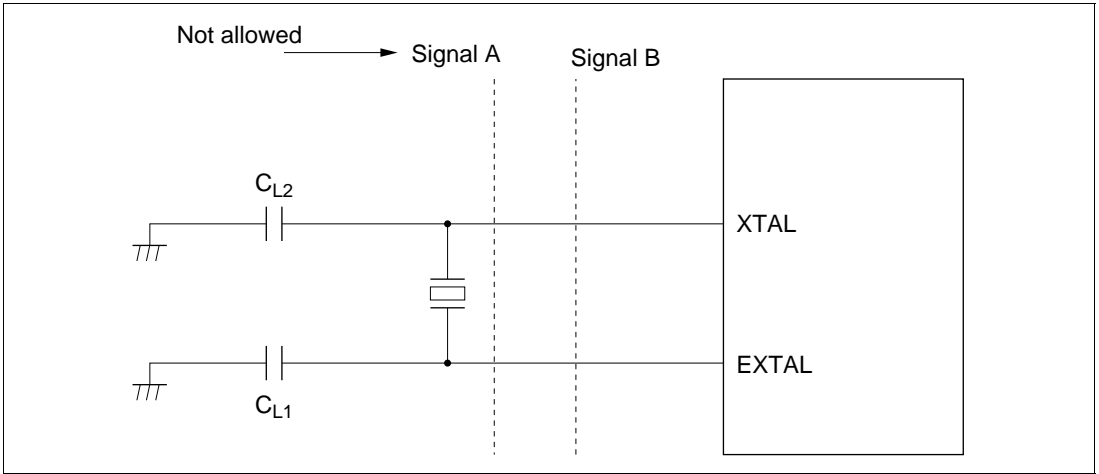 Not allowed
Signal A
Signal B
CL2
XTAL
EXTAL
CL1